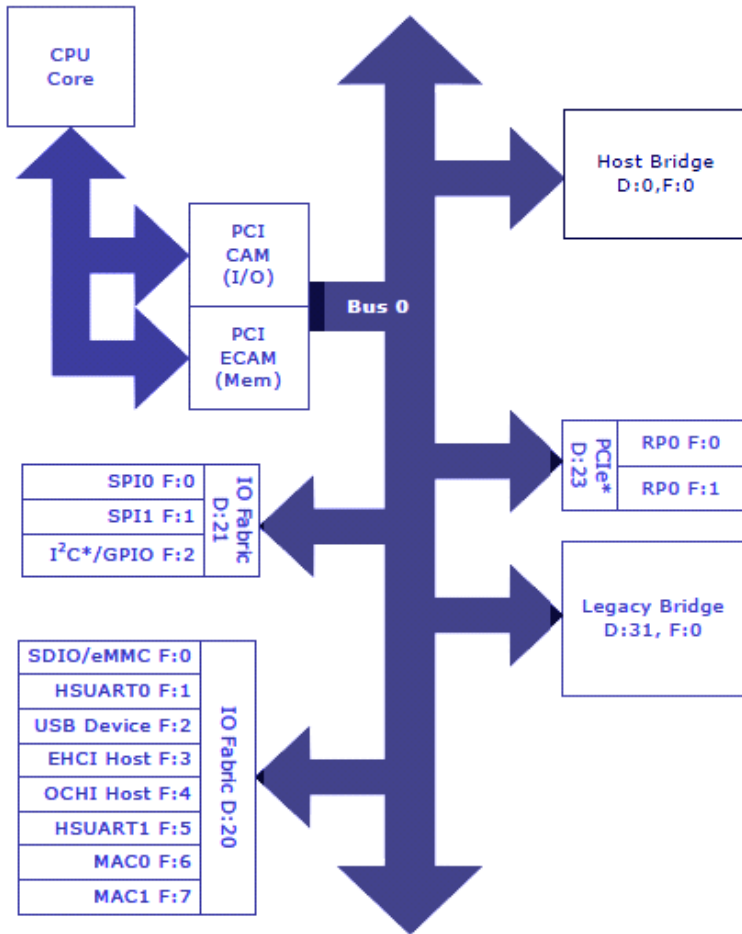 CPU
Core
Host Bridge
D:0,F:0
PCI
CAM
(I/O)
Bus 0
PCI
ECAM
(Mem)
PCIe*
D:23
RP0 F:0
RP0 F:1
SPI0 F:0
SPI1 F:1
I²C*/GPIO F:2
IO Fabric
D:21
Legacy Bridge
D:31, F:0
SDIO/eMMC F:0
HSUART0 F:1
USB Device F:2
EHCI Host F:3
OCHI Host F:4
HSUART1 F:5
MAC0 F:6
MAC1 F:7
IO Fabric D:20